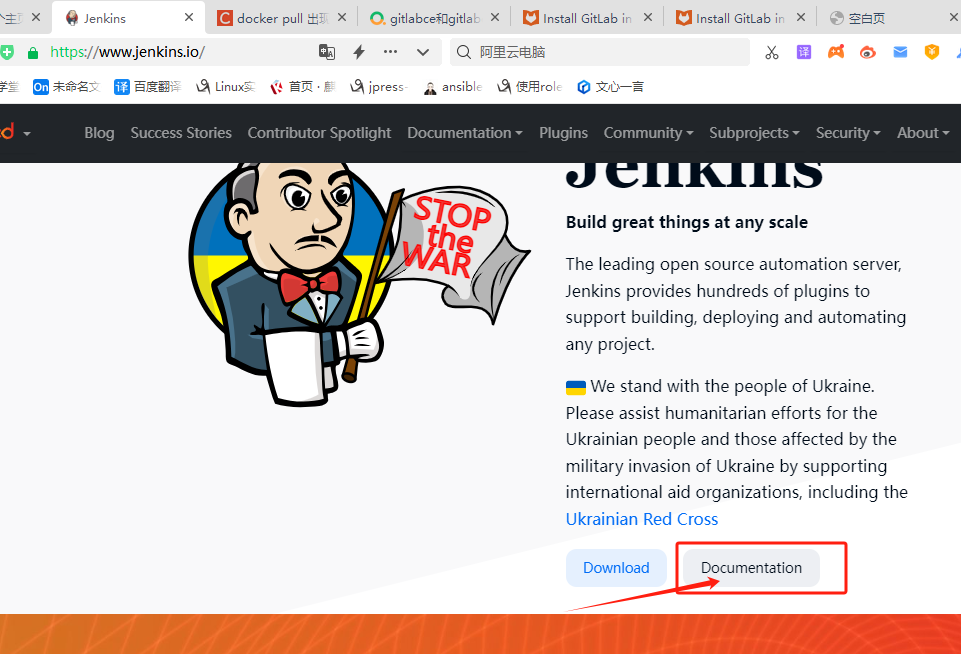 Jenkins
docker pull 出现
gitlabce和gitlab
Install GitLab in
Install GitLab in
空白页
https://www.jenkins.io/
阿里云电脑
译
学堂
On 未命名文
译 百度翻译
Linux实
首页 · 麒
jpress-
ansible
使用role
文心一言
Blog
Success Stories
Contributor Spotlight
Documentation
Plugins
Community
Subprojects
Security
About
Jenkins
STOP
the
WAR
Build great things at any scale
The leading open source automation server,
Jenkins provides hundreds of plugins to
support building, deploying and automating
any project.
We stand with the people of Ukraine.
Please assist humanitarian efforts for the
Ukrainian people and those affected by the
military invasion of Ukraine by supporting
international aid organizations, including the
Ukrainian Red Cross
Download
Documentation